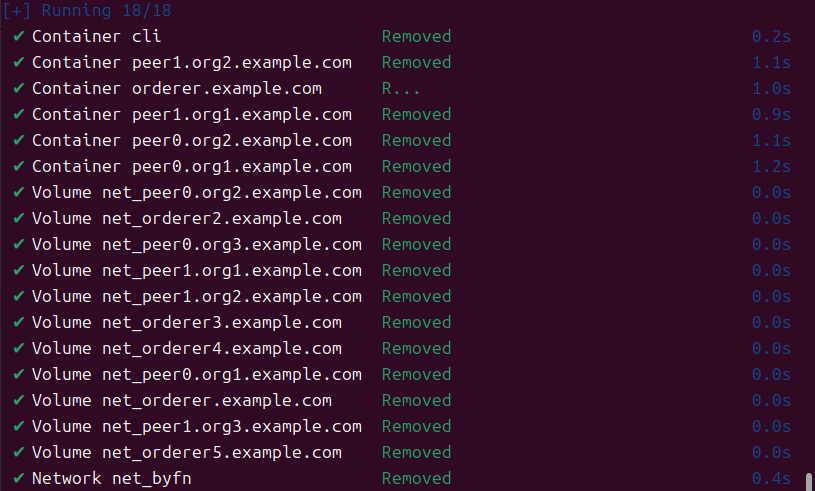 [+] Running 18/18
✔ Container cli Removed 0.2s
✔ Container peer1.org2.example.com Removed 1.1s
✔ Container orderer.example.com R... 1.0s
✔ Container peer1.org1.example.com Removed 0.9s
✔ Container peer0.org2.example.com Removed 1.1s
✔ Container peer0.org1.example.com Removed 1.2s
✔ Volume net_peer0.org2.example.com Removed 0.0s
✔ Volume net_orderer2.example.com Removed 0.0s
✔ Volume net_peer0.org3.example.com Removed 0.0s
✔ Volume net_peer1.org1.example.com Removed 0.0s
✔ Volume net_peer1.org2.example.com Removed 0.0s
✔ Volume net_orderer3.example.com Removed 0.0s
✔ Volume net_orderer4.example.com Removed 0.0s
✔ Volume net_peer0.org1.example.com Removed 0.0s
✔ Volume net_orderer.example.com Removed 0.0s
✔ Volume net_peer1.org3.example.com Removed 0.0s
✔ Volume net_orderer5.example.com Removed 0.0s
✔ Network net_byfn Removed 0.4s